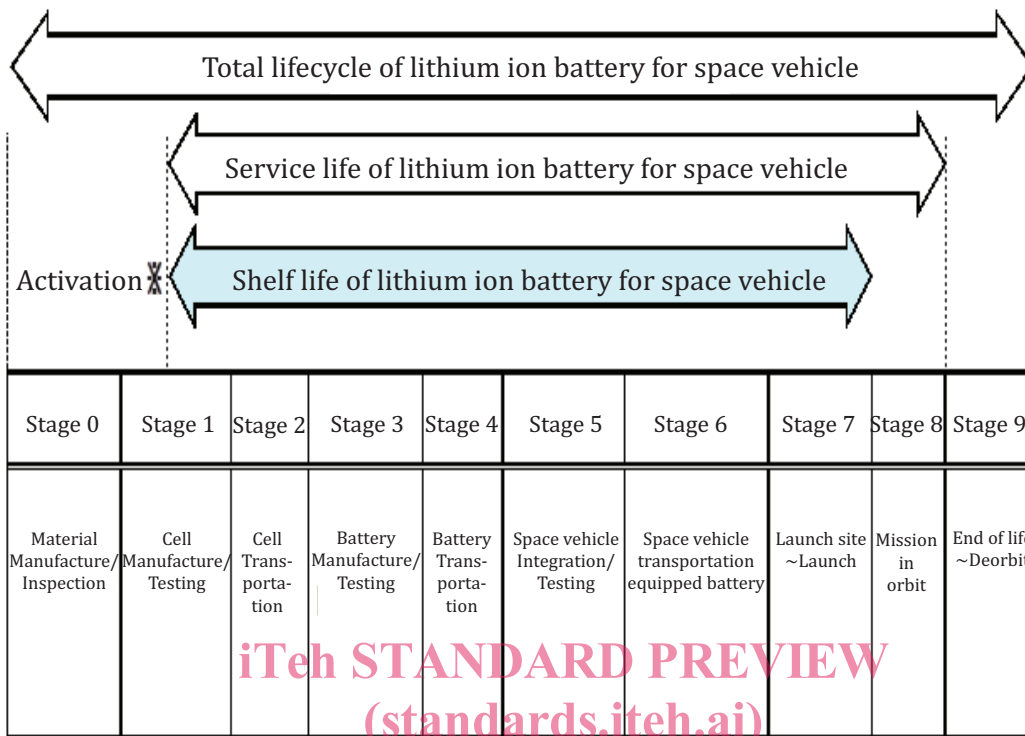 Total lifecycle of lithium ion battery for space vehicle
Service life of lithium ion battery for space vehicle
Activation
Shelf life of lithium ion battery for space vehicle
Stage 0
Stage 1
Stage 2
Stage 3
Stage 4
Stage 5
Stage 6
Stage 7
Stage 8
Stage 9
Material
Manufacture/
Inspection
Cell
Manufacture/
Testing
Cell
Trans-
porta-
tion
Battery
Manufacture/
Testing
Battery
Trans-
porta-
tion
Space vehicle
Integration/
Testing
Space vehicle
transportation
equipped battery
Launch site
~Launch
Mission
in
orbit
End of life
~Deorbit
iTeh STANDARD PREVIEW
(standards.iteh.ai)